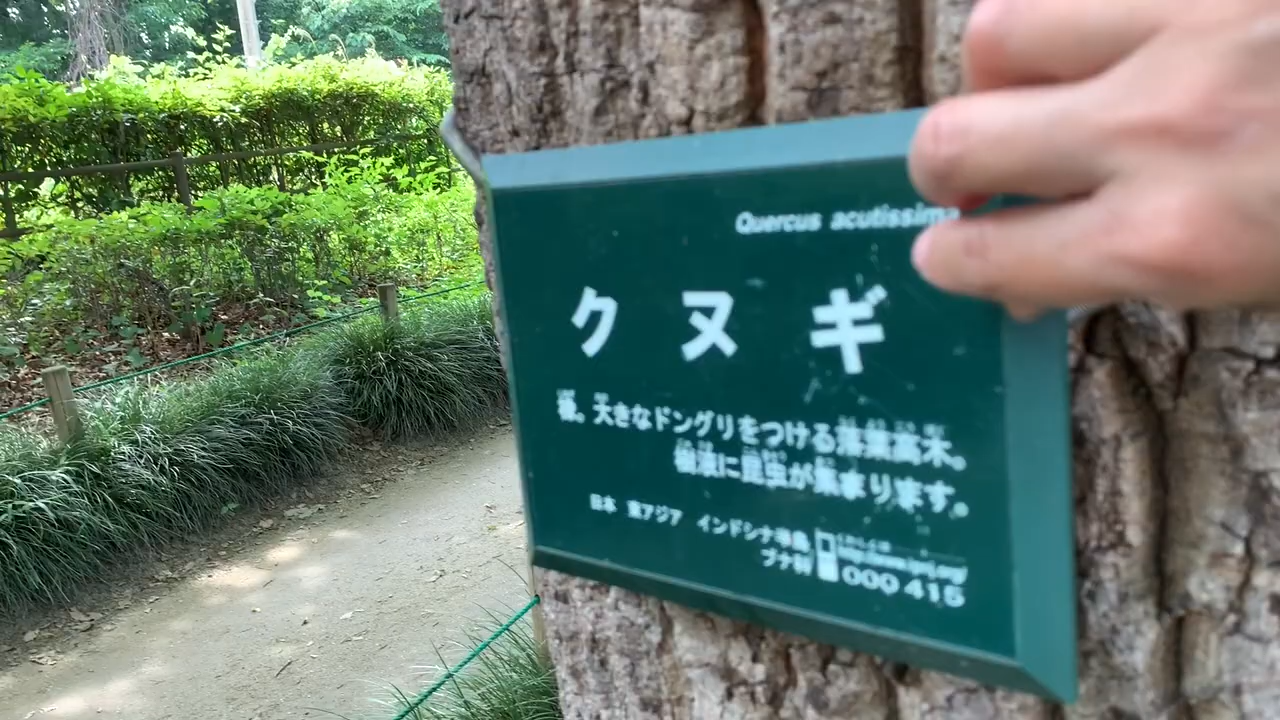 Quercus acutissima
クヌギ
大きなドングリをつける落葉高木。
樹液に昆虫が集まります。
日本 東アジア インドシナ半島
ブナ科
000 415